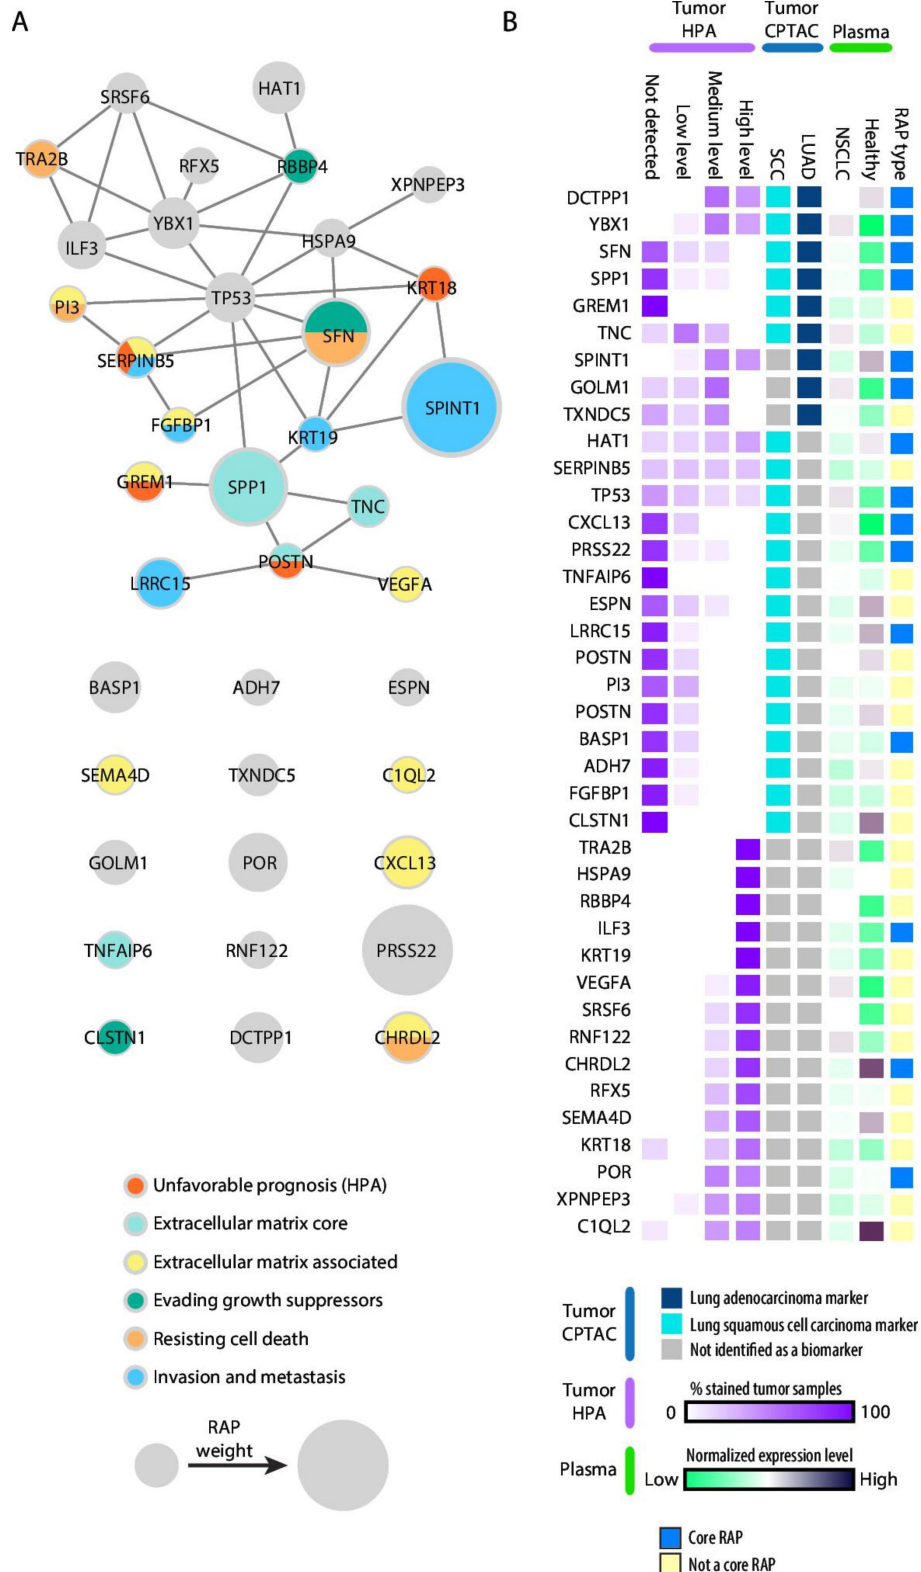 A
SRSF6
HAT1
TRA2B
RFX5
RBBP4
XPNPEP3
YBX1
ILF3
HSPA9
TP53
KRT18
PI3
SFN
SERPINB5
SPINT1
FGFBP1
KRT19
GREM1
SPP1
TNC
POSTN
LRRC15
VEGFA
BASP1
ADH7
ESPN
SEMA4D
TXNDC5
C1QL2
GOLM1
POR
CXCL13
TNFAIP6
RNF122
PRSS22
CLSTN1
DCTPP1
CHRDL2
Unfavorable prognosis (HPA)
Extracellular matrix core
Extracellular matrix associated
Evading growth suppressors
Resisting cell death
Invasion and metastasis
RAP
weight
B
Tumor
HPA
Tumor
CPTAC
Plasma
Not detected
Low level
Medium level
High level
SCC
LUAD
NSCLC
Healthy
RAP type
DCTPP1
YBX1
SFN
SPP1
GREM1
TNC
SPINT1
GOLM1
TXNDC5
HAT1
SERPINB5
TP53
CXCL13
PRSS22
TNFAIP6
ESPN
LRRC15
POSTN
PI3
POSTN
BASP1
ADH7
FGFBP1
CLSTN1
TRA2B
HSPA9
RBBP4
ILF3
KRT19
VEGFA
SRSF6
RNF122
CHRDL2
RFX5
SEMA4D
KRT18
POR
XPNPEP3
C1QL2
Tumor
CPTAC
Lung adenocarcinoma marker
Lung squamous cell carcinoma marker
Not identified as a biomarker
Tumor
HPA
% stained tumor samples
0
100
Plasma
Normalized expression level
Low
High
Core RAP
Not a core RAP